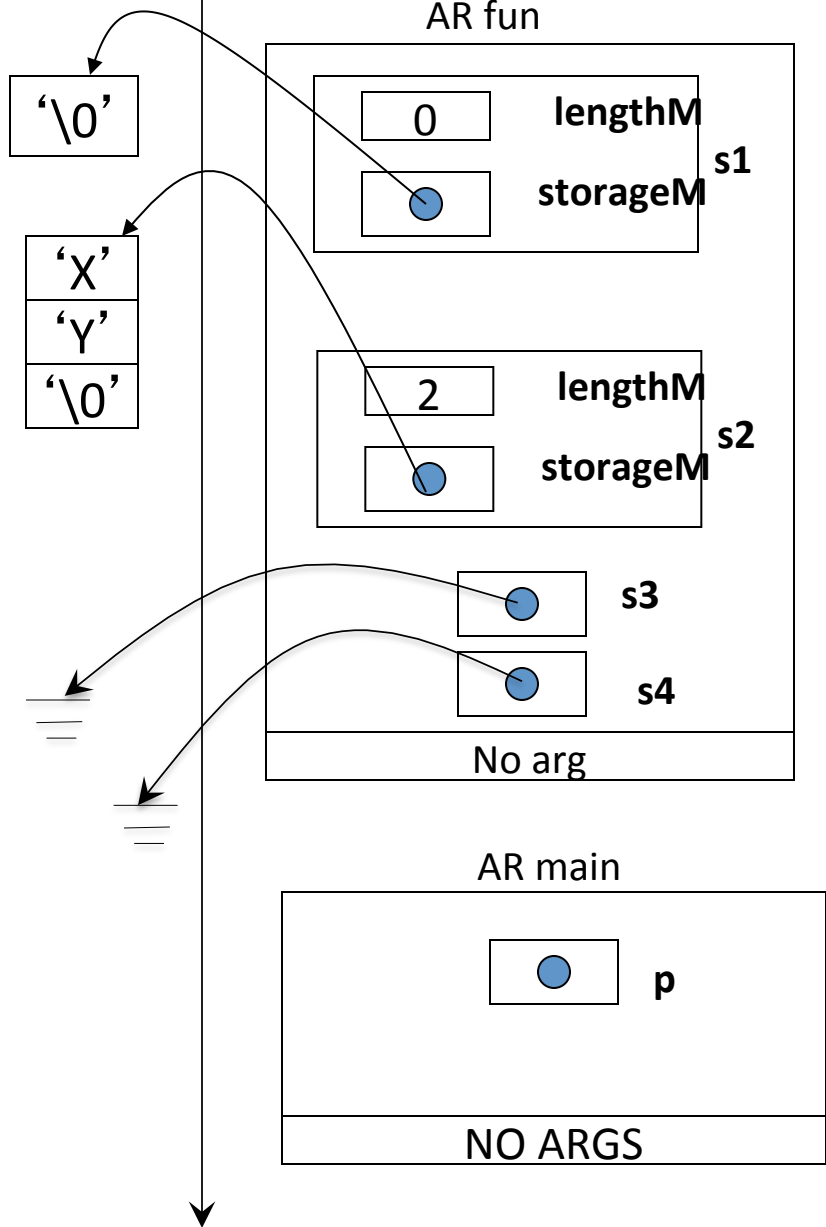 AR fun
‘\0’
0
lengthM
s1
storageM
‘X’
‘Y’
‘\0’
2
lengthM
s2
storageM
s3
s4
No arg
AR main
p
NO ARGS